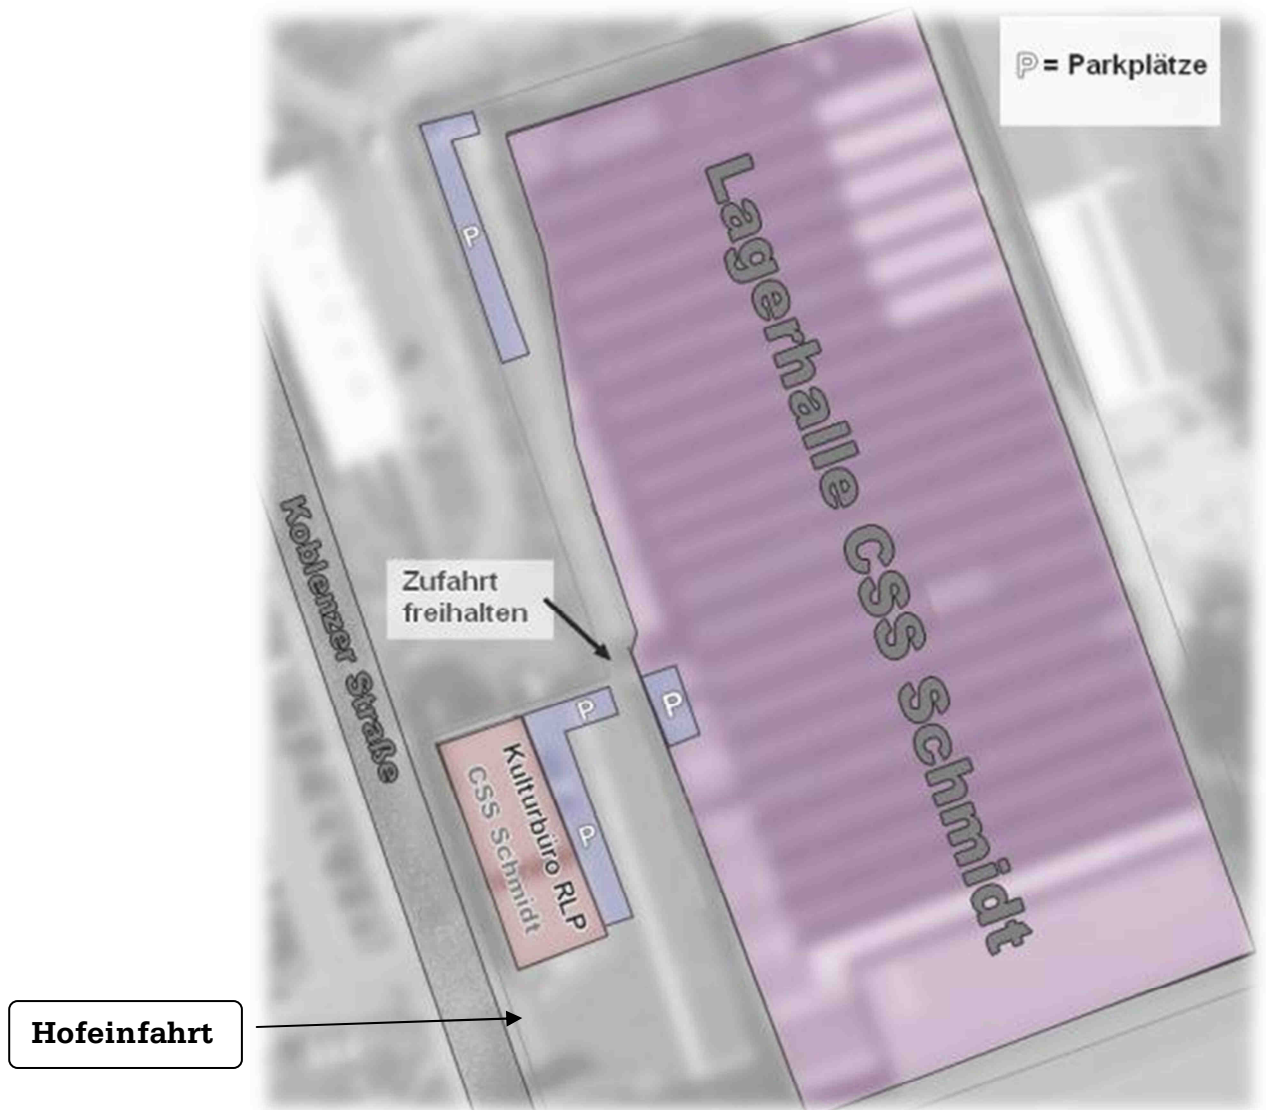 P = Parkplätze
P
Lagerhalle CSS Schmidt
Koblenzer Straße
Zufahrt
freihalten
P
P
P
Kulturbüro RLP
CSS Schmidt
Hofeinfahrt